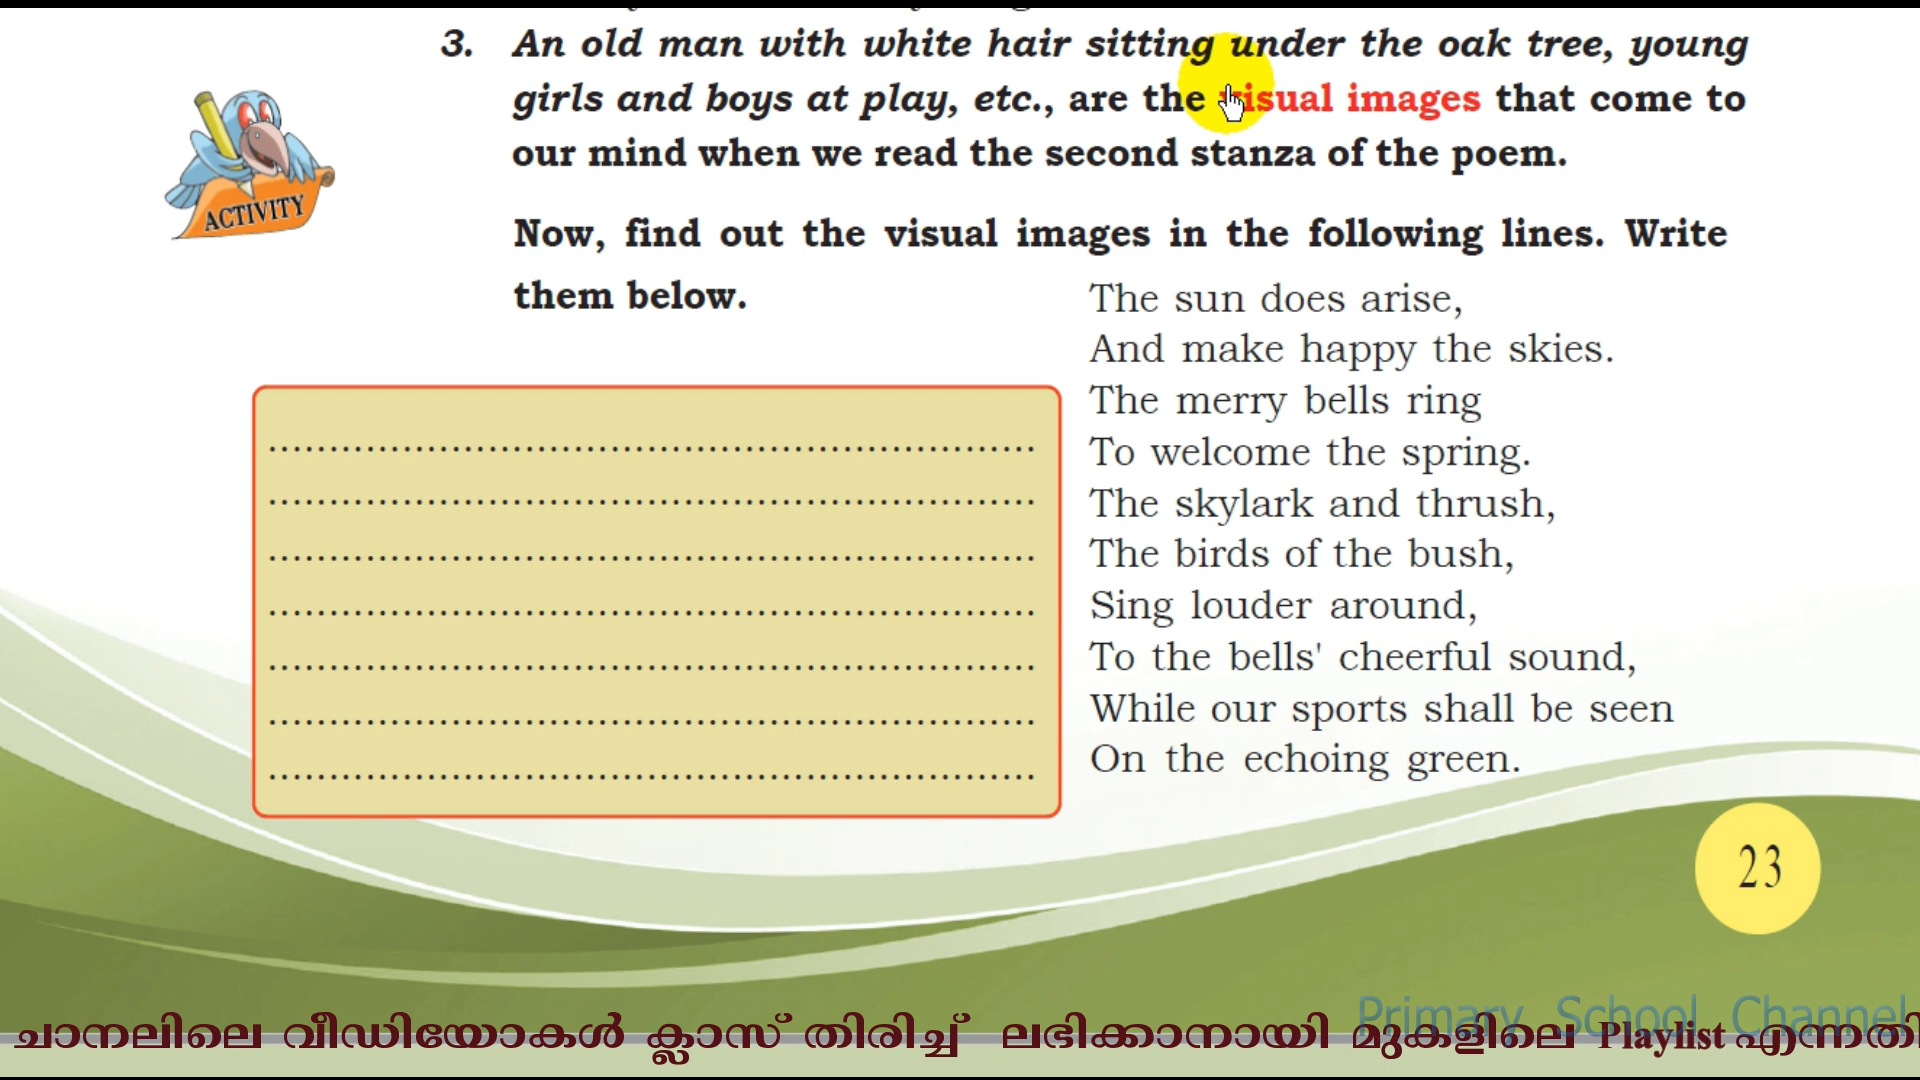 3. An old man with white hair sitting under the oak tree, young
girls and boys at play, etc., are the visual images that come to
our mind when we read the second stanza of the poem.
ACTIVITY
Now, find out the visual images in the following lines. Write
them below.
The sun does arise,
And make happy the skies.
The merry bells ring
To welcome the spring.
The skylark and thrush,
The birds of the bush,
Sing louder around,
To the bells' cheerful sound,
While our sports shall be seen
On the echoing green.
23
Primary School Channel
ചാനലിലെ വീഡിയോകൾ ക്ലാസ് തിരിച്ച് ലഭിക്കാനായി മുകളിലെ Playlist എന്നതി